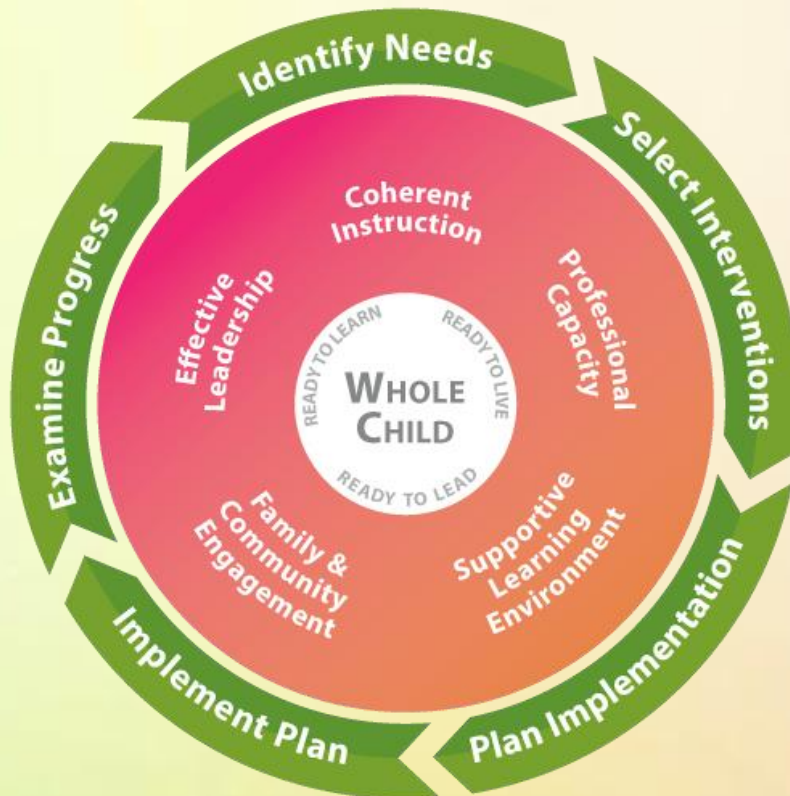 Identify Needs
Select Interventions
Plan Implementation
Implement Plan
Examine Progress
Coherent
Instruction
Professional
Capacity
Supportive
Learning
Environment
Family &
Community
Engagement
Effective
Leadership
READY TO LEARN
READY TO LIVE
READY TO LEAD
WHOLE
CHILD